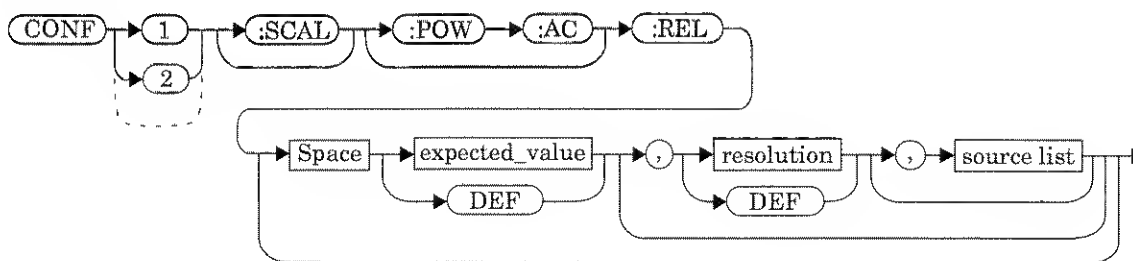 CONF 1 :SCAL :POW :AC :REL
2
Space expected_value , resolution , source list
DEF DEF